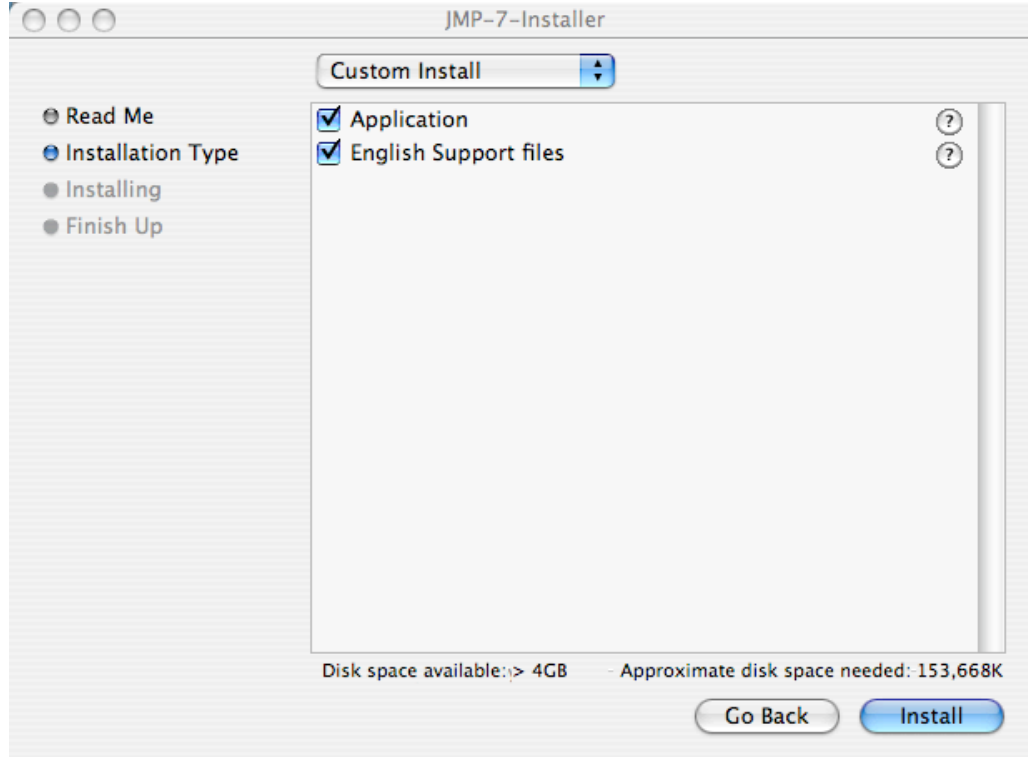 JMP-7-Installer
Custom Install
Read Me
Installation Type
Installing
Finish Up
Application ?
English Support files ?
Disk space available: > 4GB Approximate disk space needed: 153,668K
Go Back Install